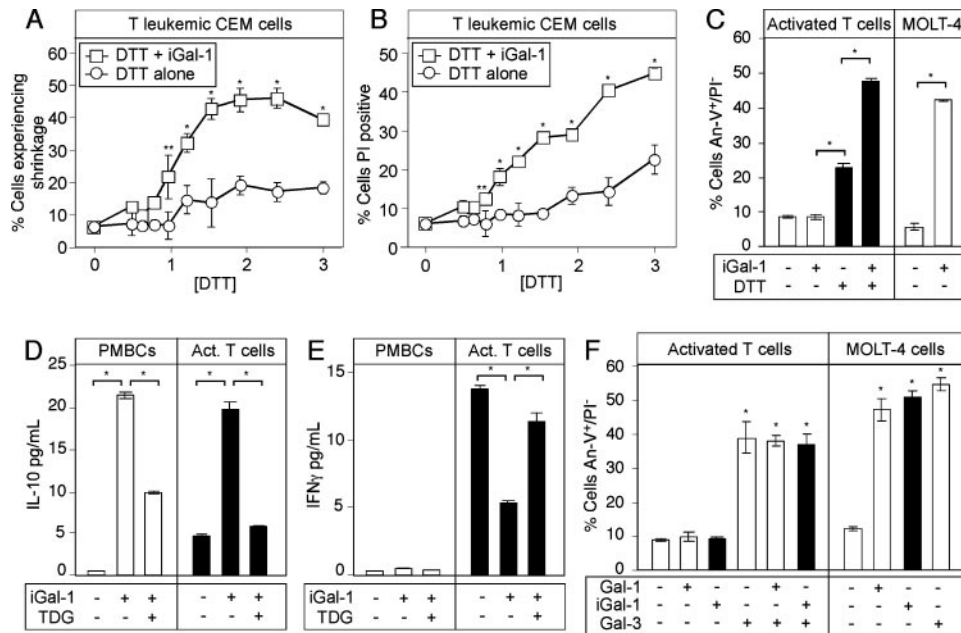 A
T leukemic CEM cells
DTT + iGal-1
DTT alone
% Cells experiencing
shrinkage
60
50
40
30
20
10
0
** * * * * *
0 1 2 3
[DTT]
B
T leukemic CEM cells
DTT + iGal-1
DTT alone
% Cells PI positive
60
50
40
30
20
10
0
** * * * * * *
0 1 2 3
[DTT]
C
Activated T cells MOLT-4
% Cells An-V+/PI-
60
50
40
30
20
10
0
* * *
iGal-1 - + - + - +
DTT - - + + - -
D
PMBCs Act. T cells
IL-10 pg/mL
25
20
15
10
5
0
* * * *
iGal-1 - + + - + +
TDG - - + - - +
E
PMBCs Act. T cells
IFNγ pg/mL
15
10
5
0
* *
iGal-1 - + + - + +
TDG - - + - - +
F
Activated T cells MOLT-4 cells
% Cells An-V+/PI-
60
50
40
30
20
10
0
* * * * * *
Gal-1 - + - - + - - + - -
iGal-1 - - + - - + - - + -
Gal-3 - - - + + + - - - +